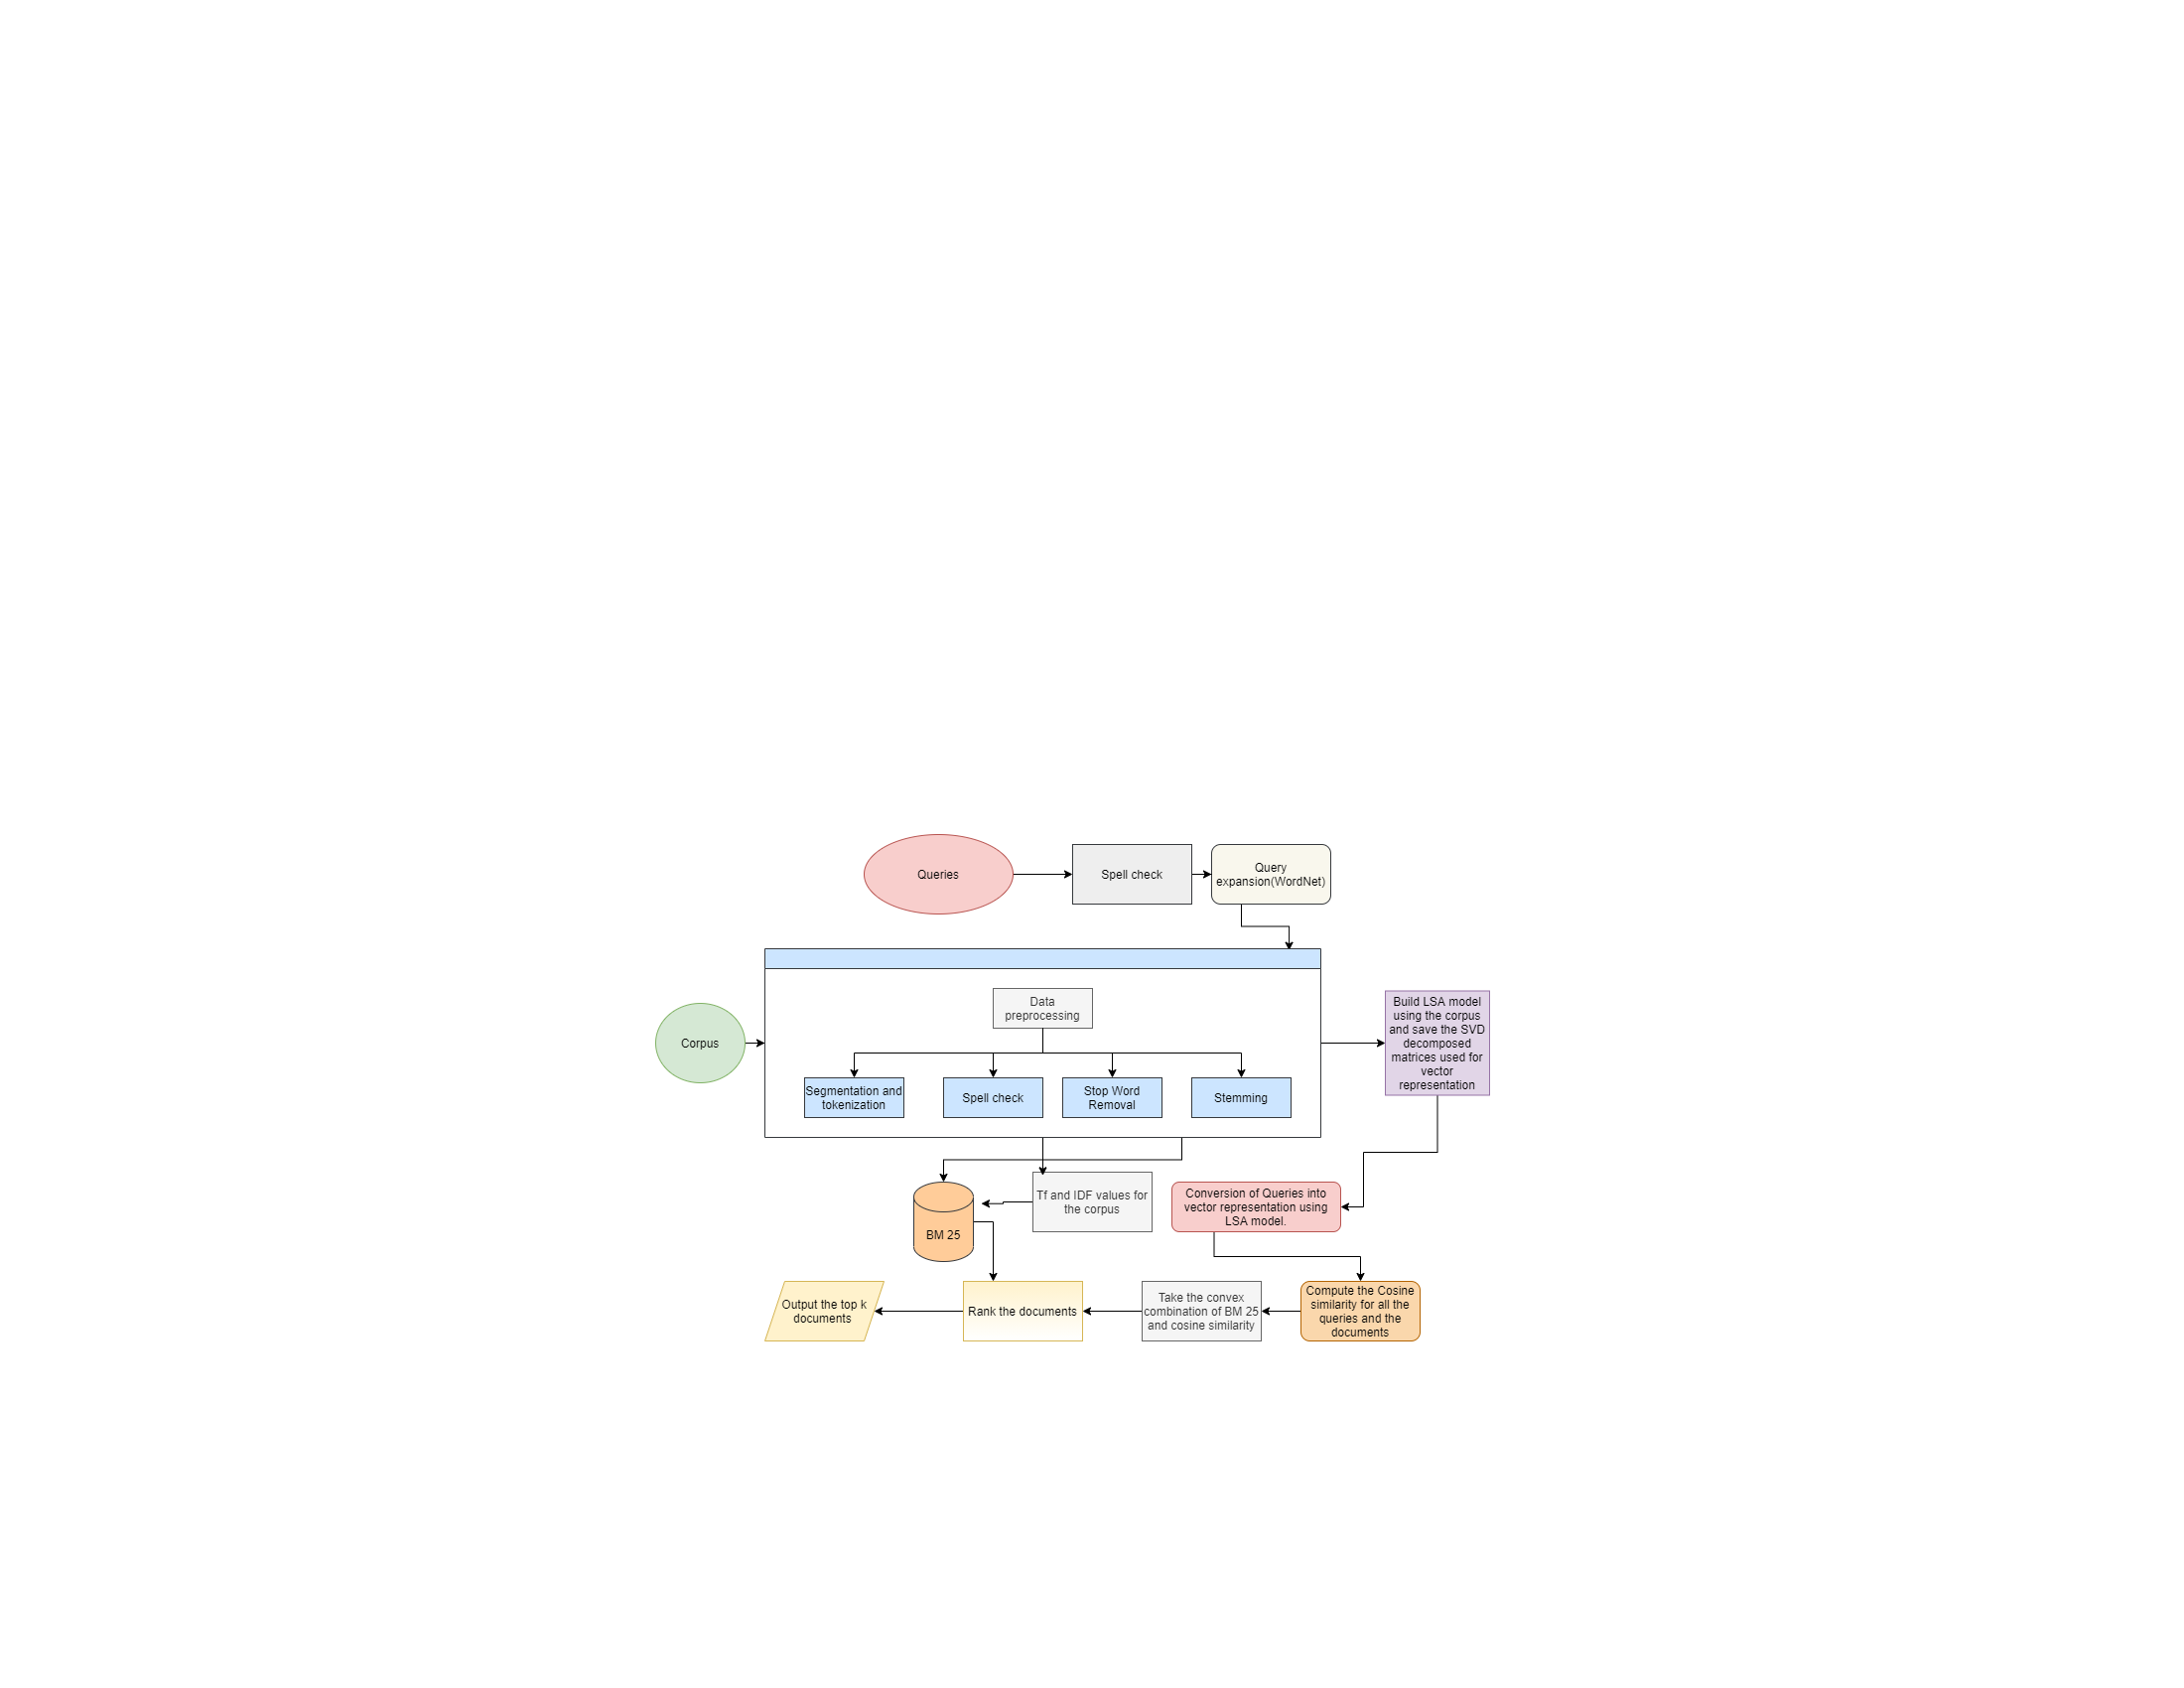 Queries
Spell check
Query
expansion(WordNet)
Corpus
Data
preprocessing
Segmentation and
tokenization
Spell check
Stop Word
Removal
Stemming
Build LSA model
using the corpus
and save the SVD
decomposed
matrices used for
vector
representation
BM 25
Tf and IDF values for
the corpus
Conversion of Queries into
vector representation using
LSA model.
Output the top k
documents
Rank the documents
Take the convex
combination of BM 25
and cosine similarity
Compute the Cosine
similarity for all the
queries and the
documents